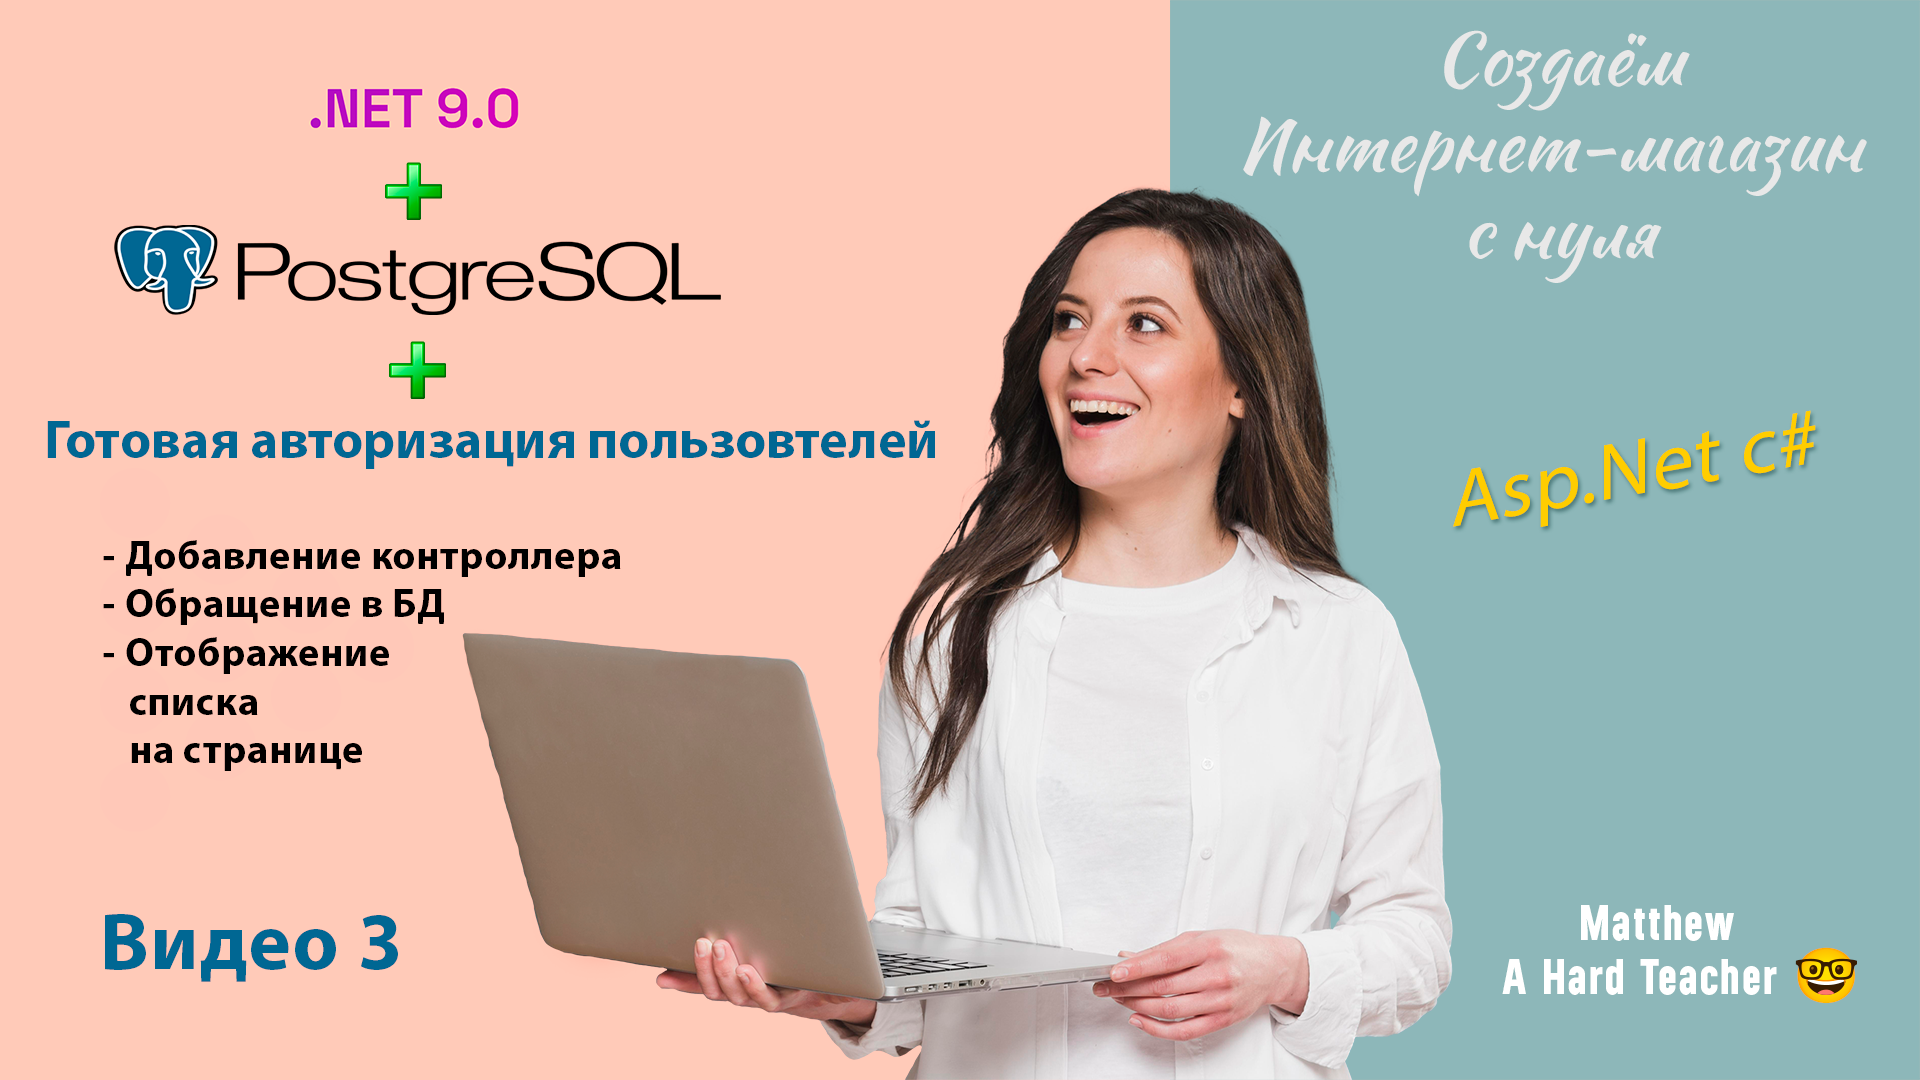 .NET 9.0
PostgreSQL
Готовая авторизация пользовтелей
- Добавление контроллера
- Обращение в БД
- Отображение
списка
на странице
Видео 3
Создаём
Интернет-магазин
с нуля
Asp.Net c#
Matthew
A Hard Teacher